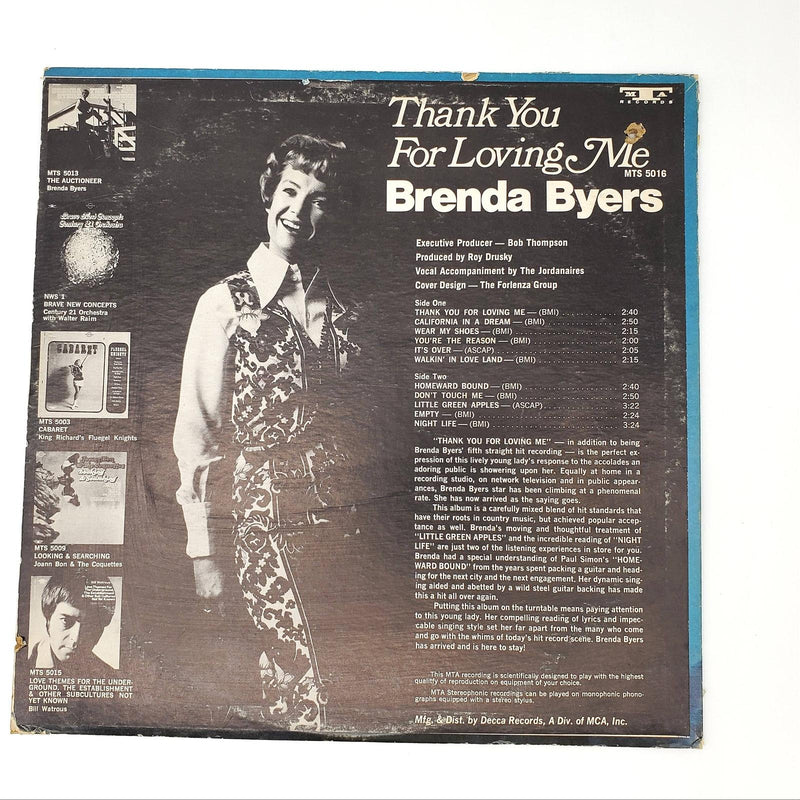 MTA
RECORDS
Thank You
For Loving Me
MTS 5016
Brenda Byers
Executive Producer — Bob Thompson
Produced by Roy Drusky
Vocal Accompaniment by The Jordanaires
Cover Design — The Forlenza Group
Side One
THANK YOU FOR LOVING ME — (BMI) 2:40
CALIFORNIA IN A DREAM — (BMI) 2:50
WEAR MY SHOES — (BMI) 2:15
YOU'RE THE REASON — (BMI) 2:00
IT'S OVER — (ASCAP) 2:05
WALKIN' IN LOVE LAND — (BMI) 2:15
Side Two
HOMEWARD BOUND — (BMI) 2:40
DON'T TOUCH ME — (BMI) 2:50
LITTLE GREEN APPLES — (ASCAP) 3:22
EMPTY — (BMI) 2:24
NIGHT LIFE — (BMI) 3:24
"THANK YOU FOR LOVING ME" — in addition to being
Brenda Byers' fifth straight hit recording — is the perfect ex-
pression of this lively young lady's response to the accolades an
adoring public is showering upon her. Equally at home in a
recording studio, on network television and in public appear-
ances, Brenda Byers star has been climbing at a phenomenal
rate. She has now arrived as the saying goes.
This album is a carefully mixed blend of hit standards that
have their roots in country music, but achieved popular accep-
tance as well. Brenda's moving and thoughtful treatment of
"LITTLE GREEN APPLES" and the incredible reading of "NIGHT
LIFE" are just two of the listening experiences in store for you.
Brenda had a special understanding of Paul Simon's "HOME-
WARD BOUND" from the years spent packing a guitar and head-
ing for the next city and the next engagement. Her dynamic sing-
ing aided and abetted by a wild steel guitar backing has made
this a hit all over again.
Putting this album on the turntable means paying attention
to this young lady. Her compelling reading of lyrics and impec-
cable singing style set her far apart from the many who come
and go with the whims of today's hit record scene. Brenda Byers
has arrived and is here to stay!
This MTA recording is scientifically designed to play with the highest
quality of reproduction on equipment of your choice.
MTA Stereophonic recordings can be played on monophonic phono-
graphs equipped with a stereo stylus.
Mfg. & Dist. by Decca Records, A Div. of MCA, Inc.
MTS 5013
THE AUCTIONEER
Brenda Byers
Brave New Concepts
Century 21 Orchestra
NWS 1
BRAVE NEW CONCEPTS
Century 21 Orchestra
with Walter Raim
CABARET
MTS 5003
CABARET
King Richard's Fluegel Knights
MTS 5009
LOOKING & SEARCHING
Joann Bon & The Coquettes
MTS 5015
LOVE THEMES FOR THE UNDER-
GROUND, THE ESTABLISHMENT
& OTHER SUBCULTURES NOT
YET KNOWN
Bill Watrous